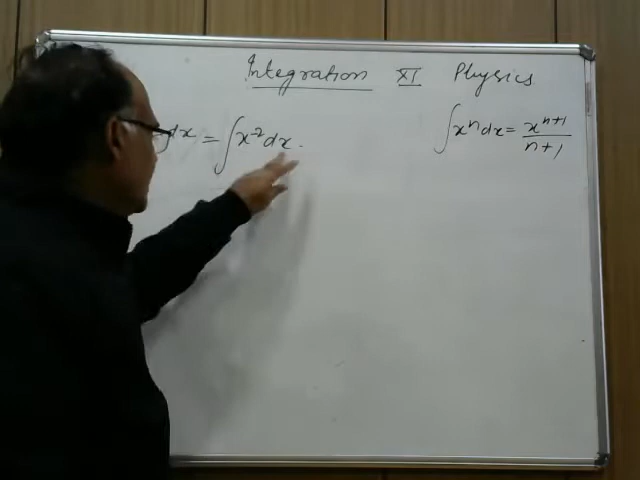 Integration XI Physics
dx = ∫x²dx.
∫xⁿdx = xⁿ⁺¹/n+1